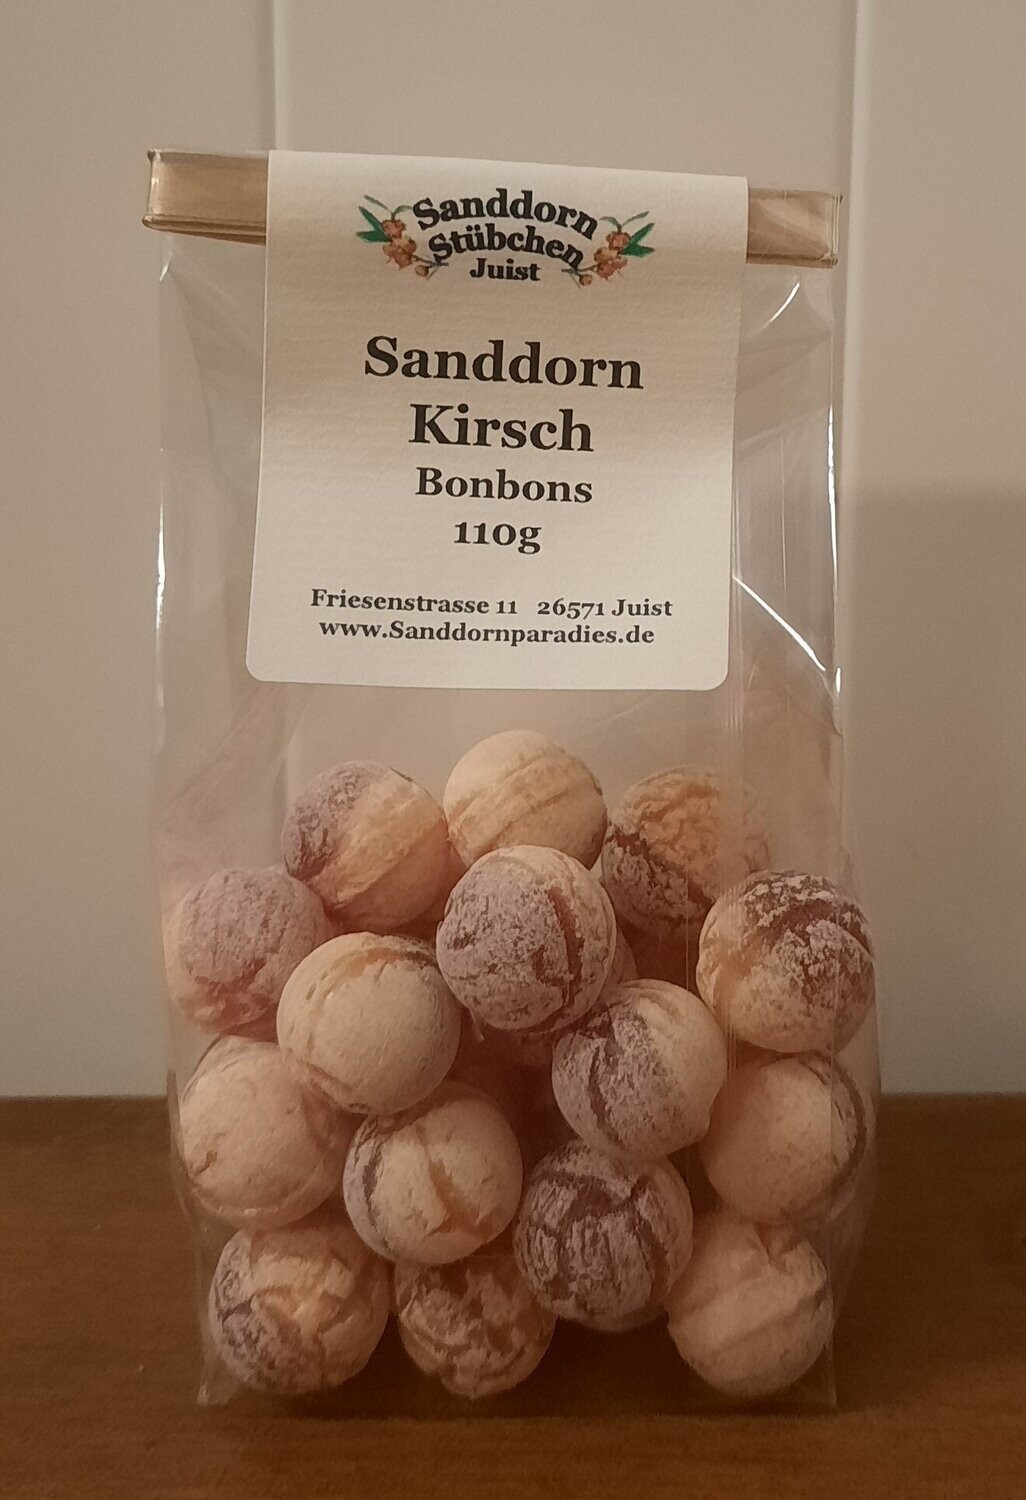 Sanddorn
Stübchen
Juist
Sanddorn
Kirsch
Bonbons
110g
Friesenstrasse 11 26571 Juist
www.Sanddornparadies.de